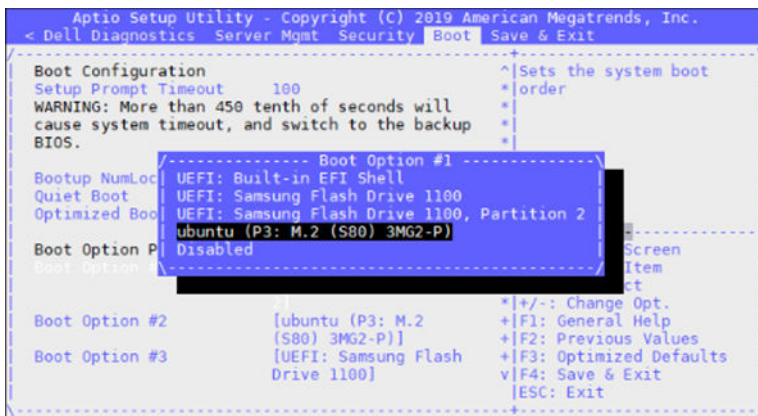 Aptio Setup Utility - Copyright (C) 2019 American Megatrends, Inc.
< Dell Diagnostics Server Mgmt Security Boot Save & Exit
Boot Configuration
Setup Prompt Timeout 100
WARNING: More than 450 tenth of seconds will
cause system timeout, and switch to the backup
BIOS.
Bootup NumLoc
Quiet Boot
Optimized Boo
Boot Option P
Boot Option #
2]
Boot Option #2 [ubuntu (P3: M.2
(S80) 3MG2-P)]
Boot Option #3 [UEFI: Samsung Flash
Drive 1100]
Boot Option #1
UEFI: Built-in EFI Shell
UEFI: Samsung Flash Drive 1100
UEFI: Samsung Flash Drive 1100, Partition 2
ubuntu (P3: M.2 (S80) 3MG2-P)
Disabled
^|Sets the system boot
*|order
*|
*|
*|
Screen
Item
ct
*|+/-: Change Opt.
+|F1: General Help
+|F2: Previous Values
+|F3: Optimized Defaults
v|F4: Save & Exit
|ESC: Exit